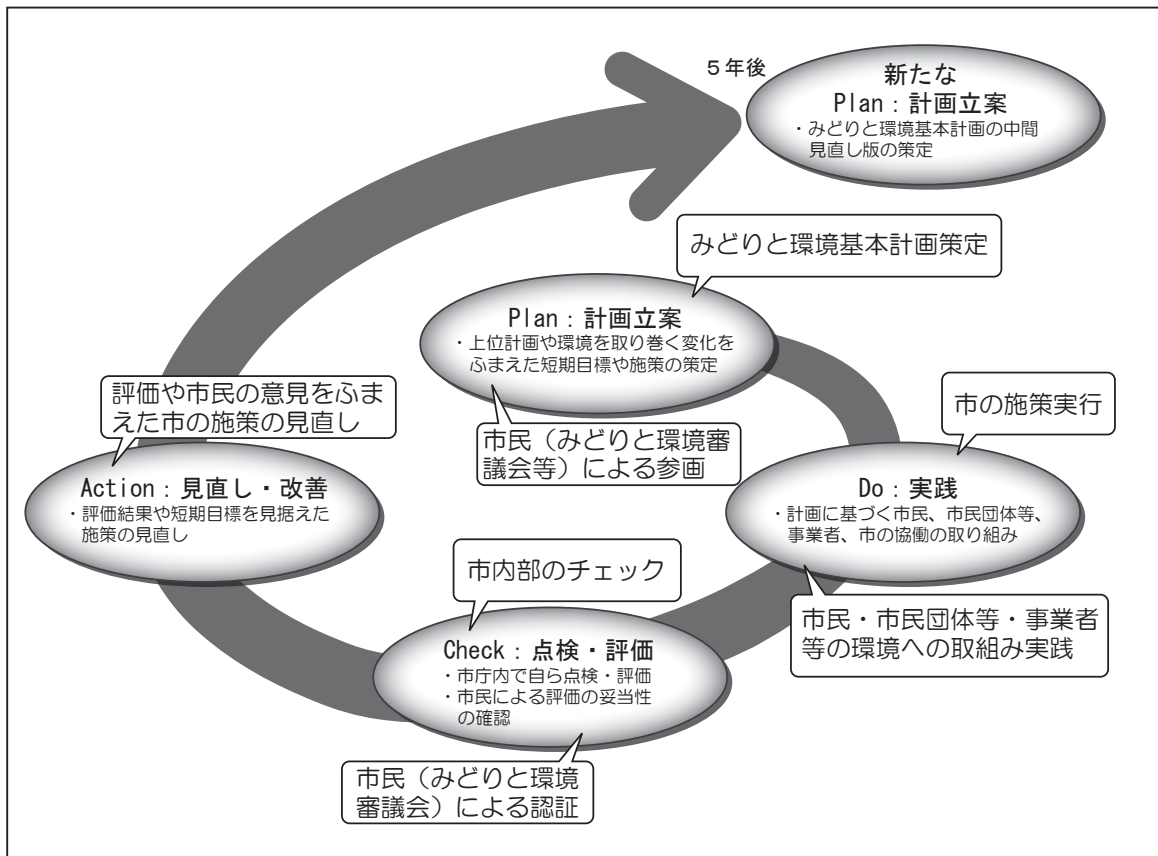 5年後
新たな
Plan：計画立案
・みどりと環境基本計画の中間
見直し版の策定
みどりと環境基本計画策定
Plan：計画立案
・上位計画や環境を取り巻く変化を
ふまえた短期目標や施策の策定
市民（みどりと環境審
議会等）による参画
市の施策実行
Do：実践
・計画に基づく市民、市民団体等、
事業者、市の協働の取り組み
市民・市民団体等・事業者
等の環境への取組み実践
市内部のチェック
Check：点検・評価
・市庁内で自ら点検・評価
・市民による評価の妥当性
の確認
市民（みどりと環境
審議会）による認証
評価や市民の意見をふま
えた市の施策の見直し
Action：見直し・改善
・評価結果や短期目標を見据えた
施策の見直し